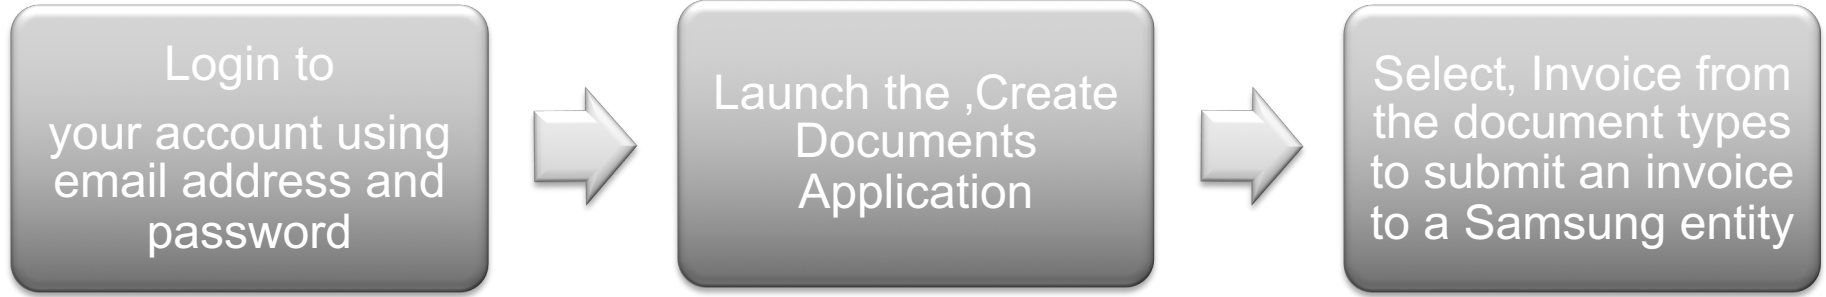 Login to
your account using
email address and
password
Launch the ,Create
Documents
Application
Select, Invoice from
the document types
to submit an invoice
to a Samsung entity